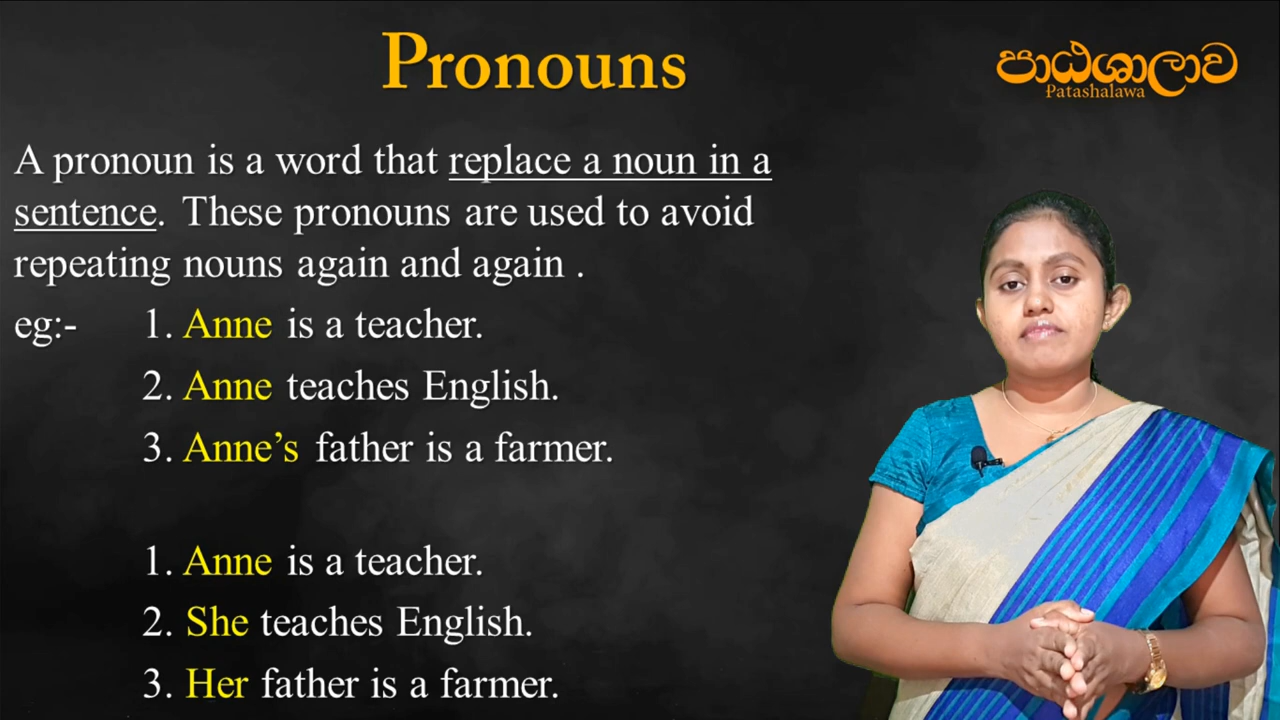 Pronouns
පාඨශාලාව
Patashalawa
A pronoun is a word that replace a noun in a
sentence. These pronouns are used to avoid
repeating nouns again and again .
eg:- 1. Anne is a teacher.
2. Anne teaches English.
3. Anne’s father is a farmer.
1. Anne is a teacher.
2. She teaches English.
3. Her father is a farmer.